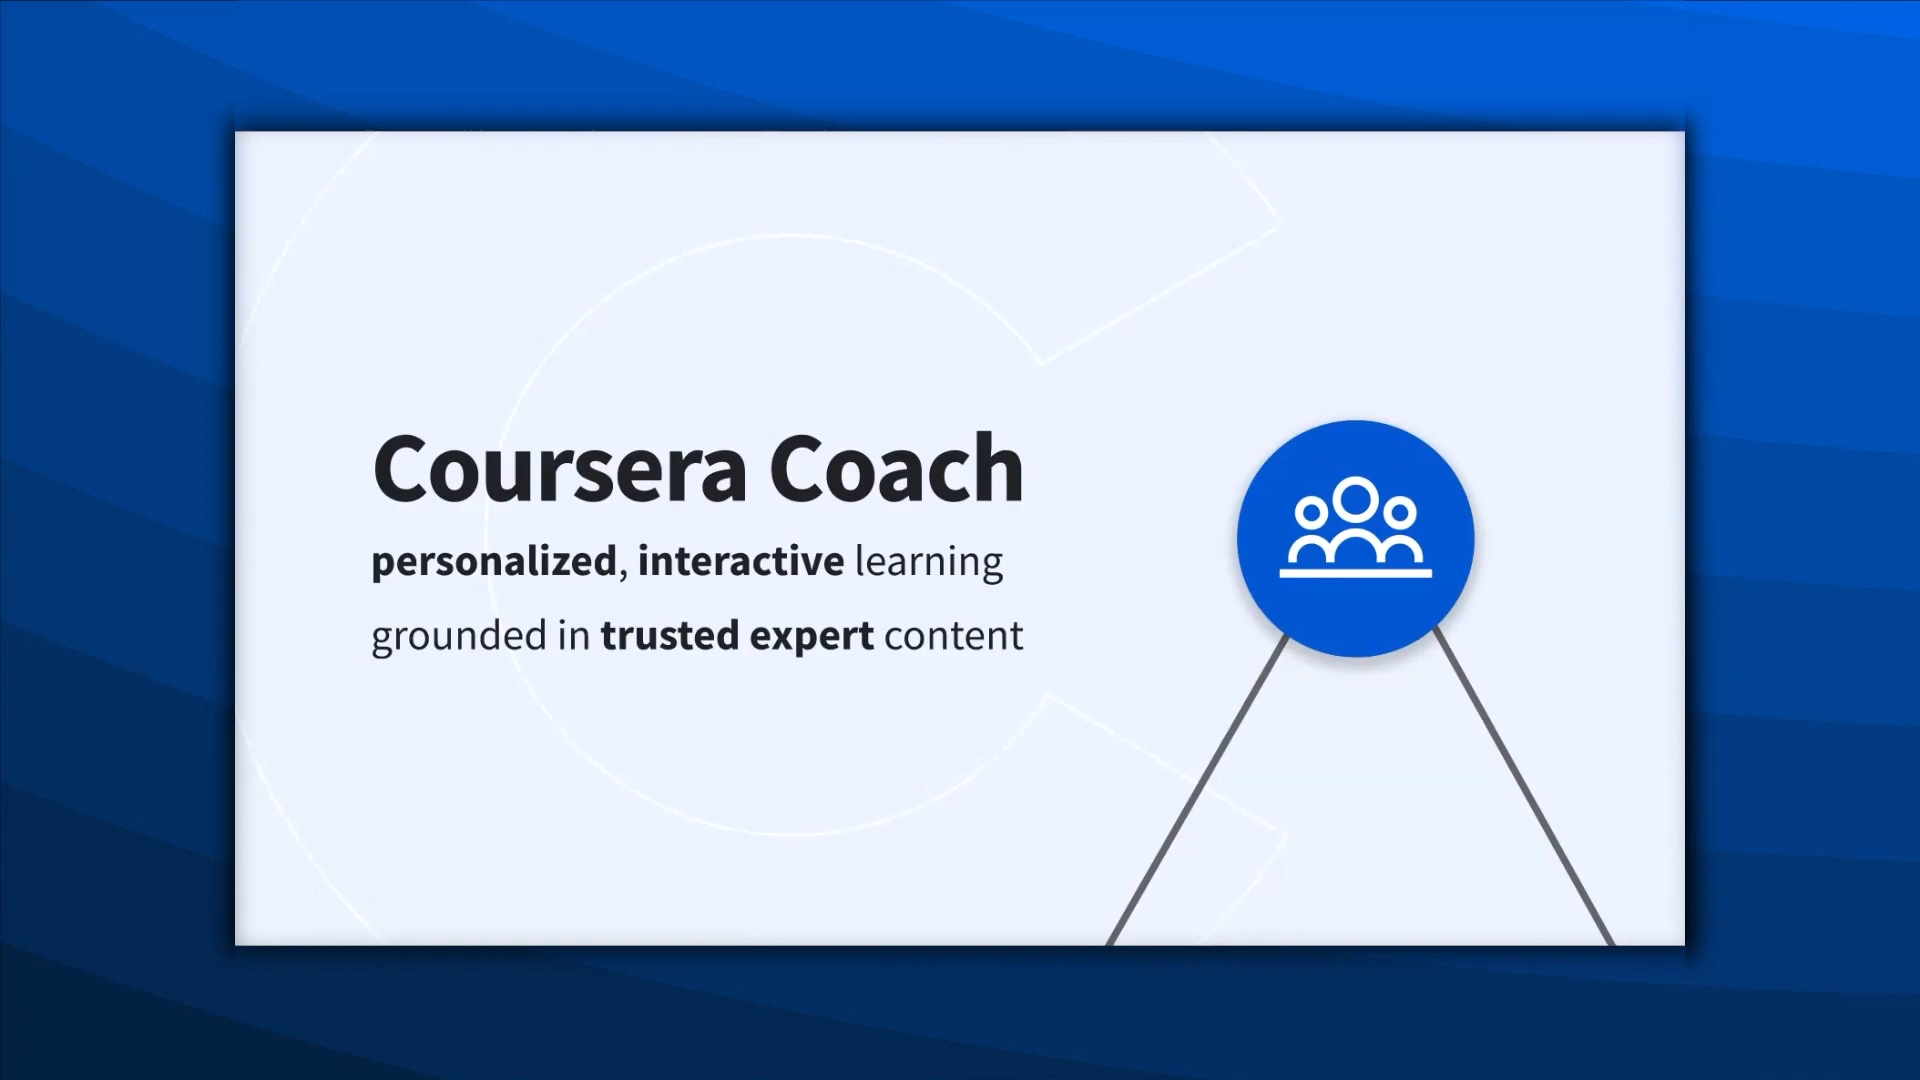 Coursera Coach
personalized, interactive learning
grounded in trusted expert content